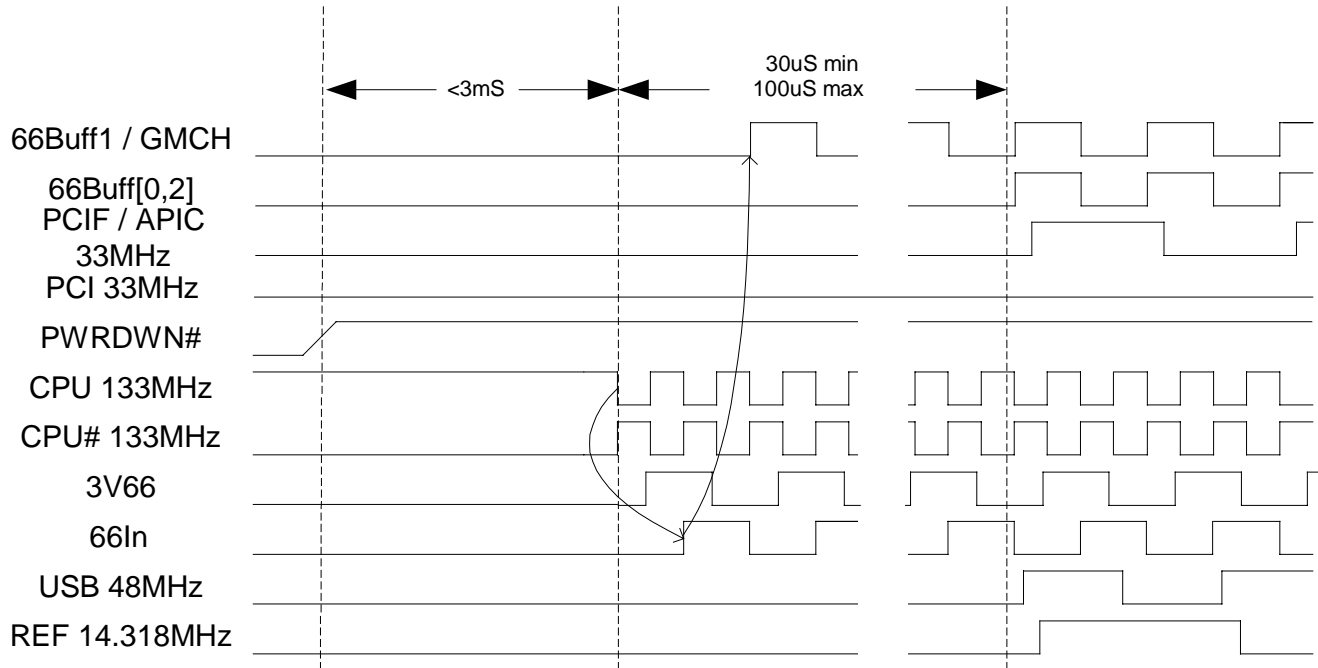 30uS min
<3mS
100uS max
66Buff1 / GMCH
66Buff[0,2]
PCIF / APIC
33MHz
PCI 33MHz
PWRDWN#
CPU 133MHz
CPU# 133MHz
3V66
66In
USB 48MHz
REF 14.318MHz